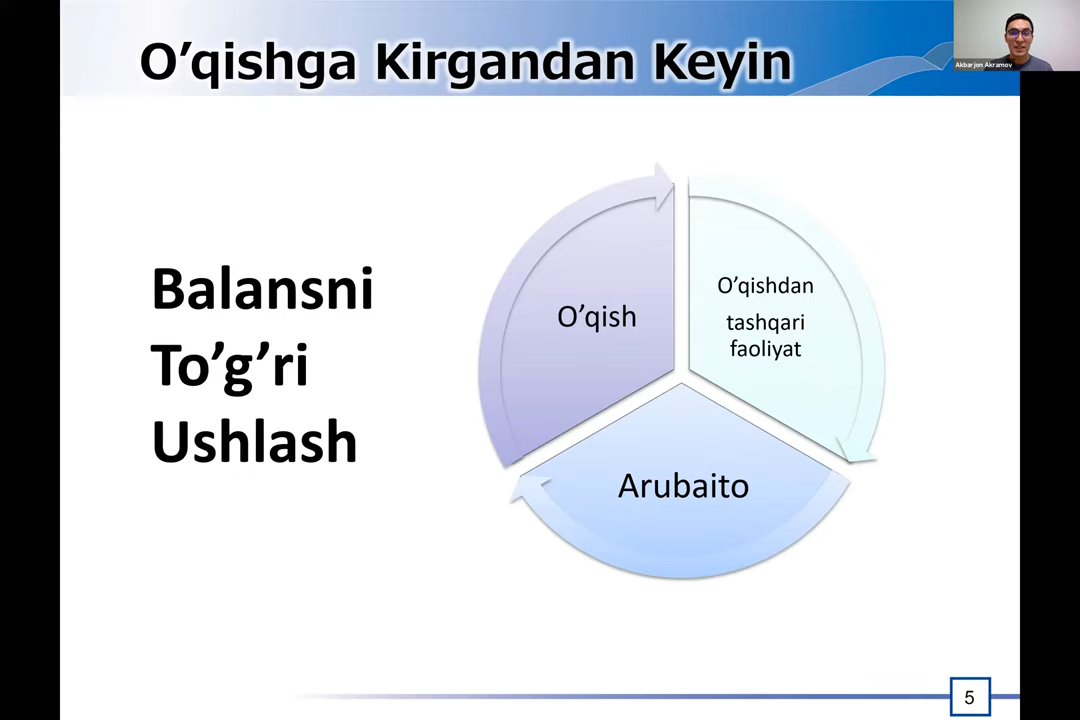 O’qishga Kirgandan Keyin
Akbarjon Akramov
Balansni
To’g’ri
Ushlash
O’qish
O’qishdan
tashqari
faoliyat
Arubaito
5